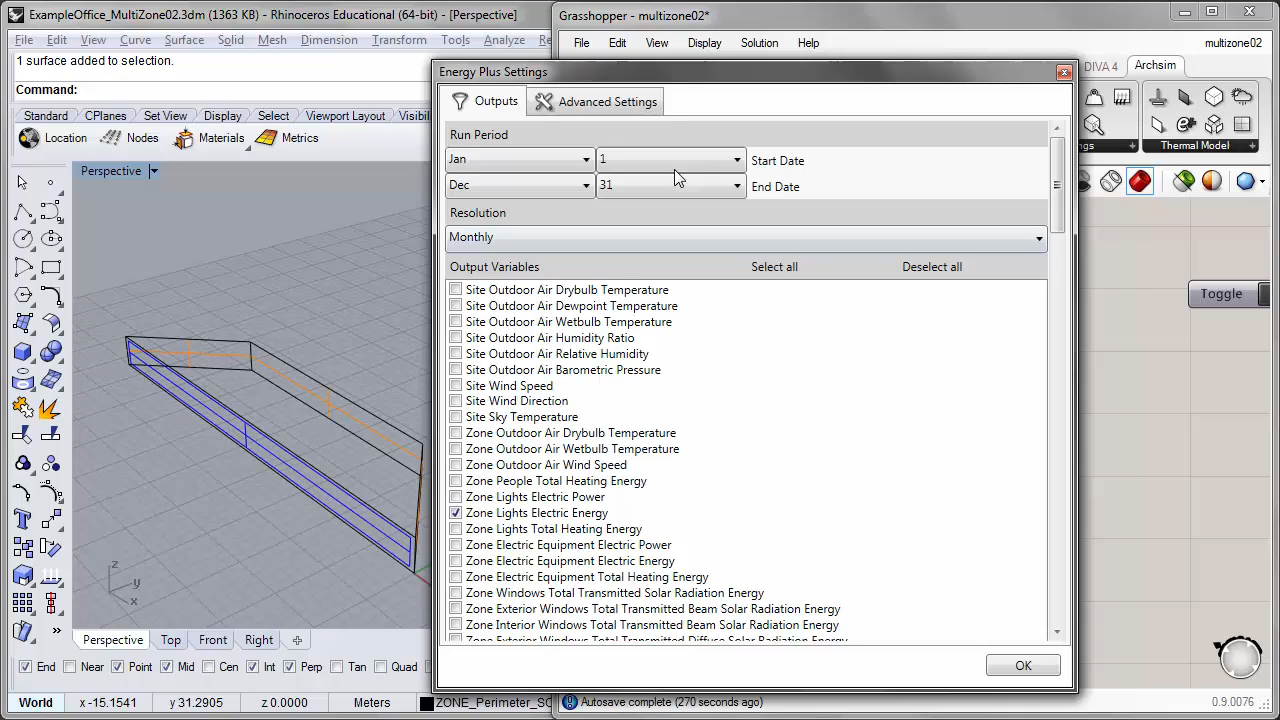 ExampleOffice_MultiZone02.3dm (1363 KB) - Rhinoceros Educational (64-bit) - [Perspective]
File Edit View Curve Surface Solid Mesh Dimension Transform Tools Analyze
1 surface added to selection.
Command:
Standard CPlanes Set View Display Select Viewport Layout
Location Nodes Materials Metrics
Perspective
z
y
x
Perspective Top Front Right
End Near Point Mid Cen Int Perp Tan Quad
World x -15.1541 y 31.2905 z 0.0000 Meters
Grasshopper - multizone02*
File Edit View Display Solution Help multizone02
DIVA 4 Archsim
Thermal Model
Toggle
Autosave complete (270 seconds ago) 0.9.0076
Energy Plus Settings
Outputs Advanced Settings
Run Period
Jan 1 Start Date
Dec 31 End Date
Resolution
Monthly
Output Variables Select all Deselect all
Site Outdoor Air Drybulb Temperature
Site Outdoor Air Dewpoint Temperature
Site Outdoor Air Wetbulb Temperature
Site Outdoor Air Humidity Ratio
Site Outdoor Air Relative Humidity
Site Outdoor Air Barometric Pressure
Site Wind Speed
Site Wind Direction
Site Sky Temperature
Zone Outdoor Air Drybulb Temperature
Zone Outdoor Air Wetbulb Temperature
Zone Outdoor Air Wind Speed
Zone People Total Heating Energy
Zone Lights Electric Power
Zone Lights Electric Energy
Zone Lights Total Heating Energy
Zone Electric Equipment Electric Power
Zone Electric Equipment Electric Energy
Zone Electric Equipment Total Heating Energy
Zone Windows Total Transmitted Solar Radiation Energy
Zone Exterior Windows Total Transmitted Beam Solar Radiation Energy
Zone Interior Windows Total Transmitted Beam Solar Radiation Energy
Zone Exterior Windows Total Transmitted Diffuse Solar Radiation Energy
OK